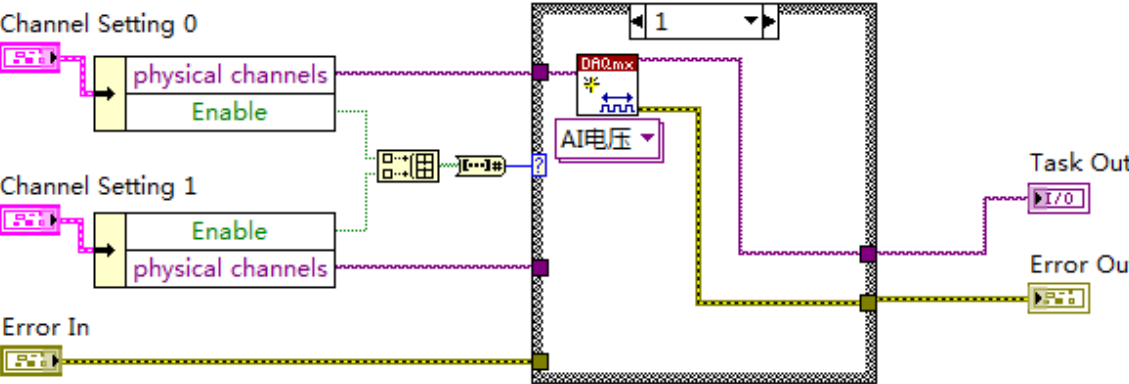 Channel Setting 0
physical channels
Enable
Channel Setting 1
Enable
physical channels
Error In
1
DAQmx
AI电压
?
#
Task Out
I/O
Error Ou